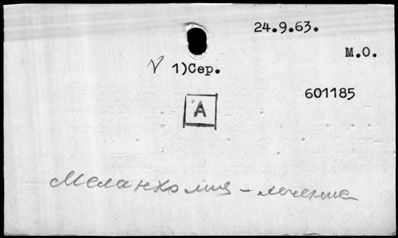 24.9.63.
М.О.
V 1)Сер.
601185
А
Меланхолия - лечение